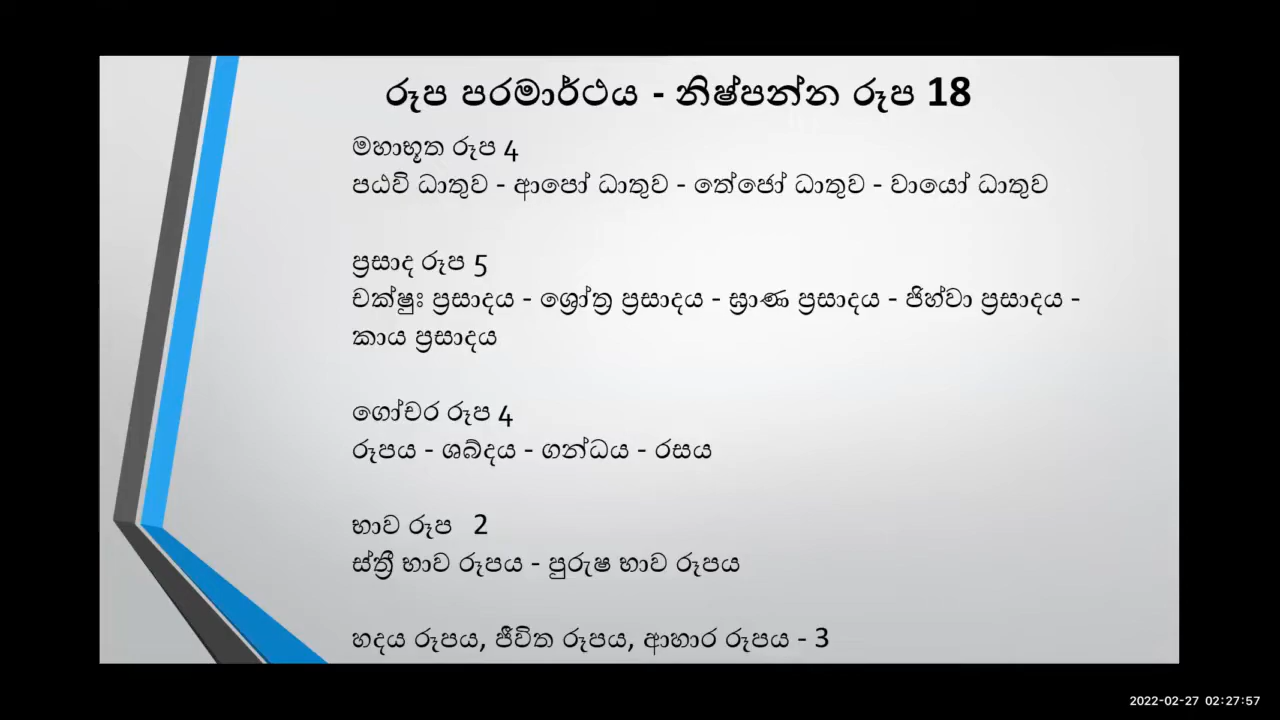 රූප පරමාර්ථය - නිෂ්පන්න රූප 18
මහාභූත රූප 4
පඨවි ධාතුව - ආපෝ ධාතුව - තේජෝ ධාතුව - වායෝ ධාතුව
ප්‍රසාද රූප 5
චක්ෂුඃ ප්‍රසාදය - ශ්‍රෝත්‍ර ප්‍රසාදය - ඝ්‍රාණ ප්‍රසාදය - ජිහ්වා ප්‍රසාදය -
කාය ප්‍රසාදය
ගෝචර රූප 4
රූපය - ශබ්දය - ගන්ධය - රසය
භාව රූප 2
ස්ත්‍රී භාව රූපය - පුරුෂ භාව රූපය
හදය රූපය, ජීවිත රූපය, ආහාර රූපය - 3
2022-02-27 02:27:57